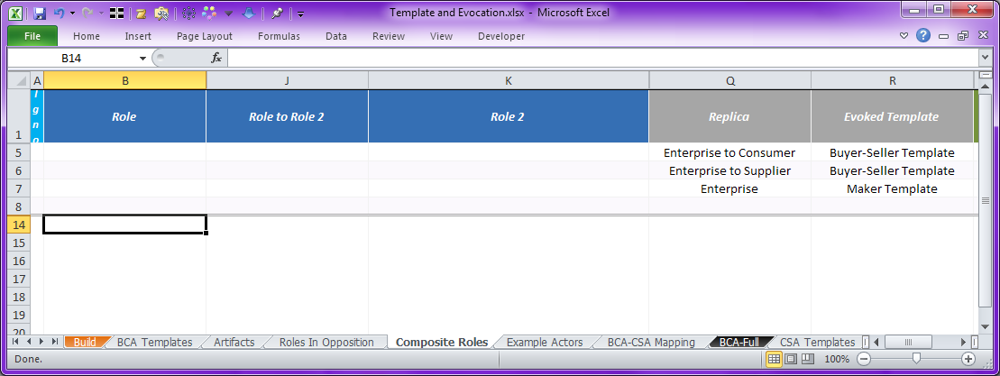 Template and Evocation.xlsx - Microsoft Excel
File Home Insert Page Layout Formulas Data Review View Developer
B14 fx
A B J K Q R
1 Role Role to Role 2 Role 2 Replica Evoked Template
5 Enterprise to Consumer Buyer-Seller Template
6 Enterprise to Supplier Buyer-Seller Template
7 Enterprise Maker Template
8
14
15
16
17
18
19
20
Build BCA Templates Artifacts Roles In Opposition Composite Roles Example Actors BCA-CSA Mapping BCA-Full CSA Templates
Done. 100%